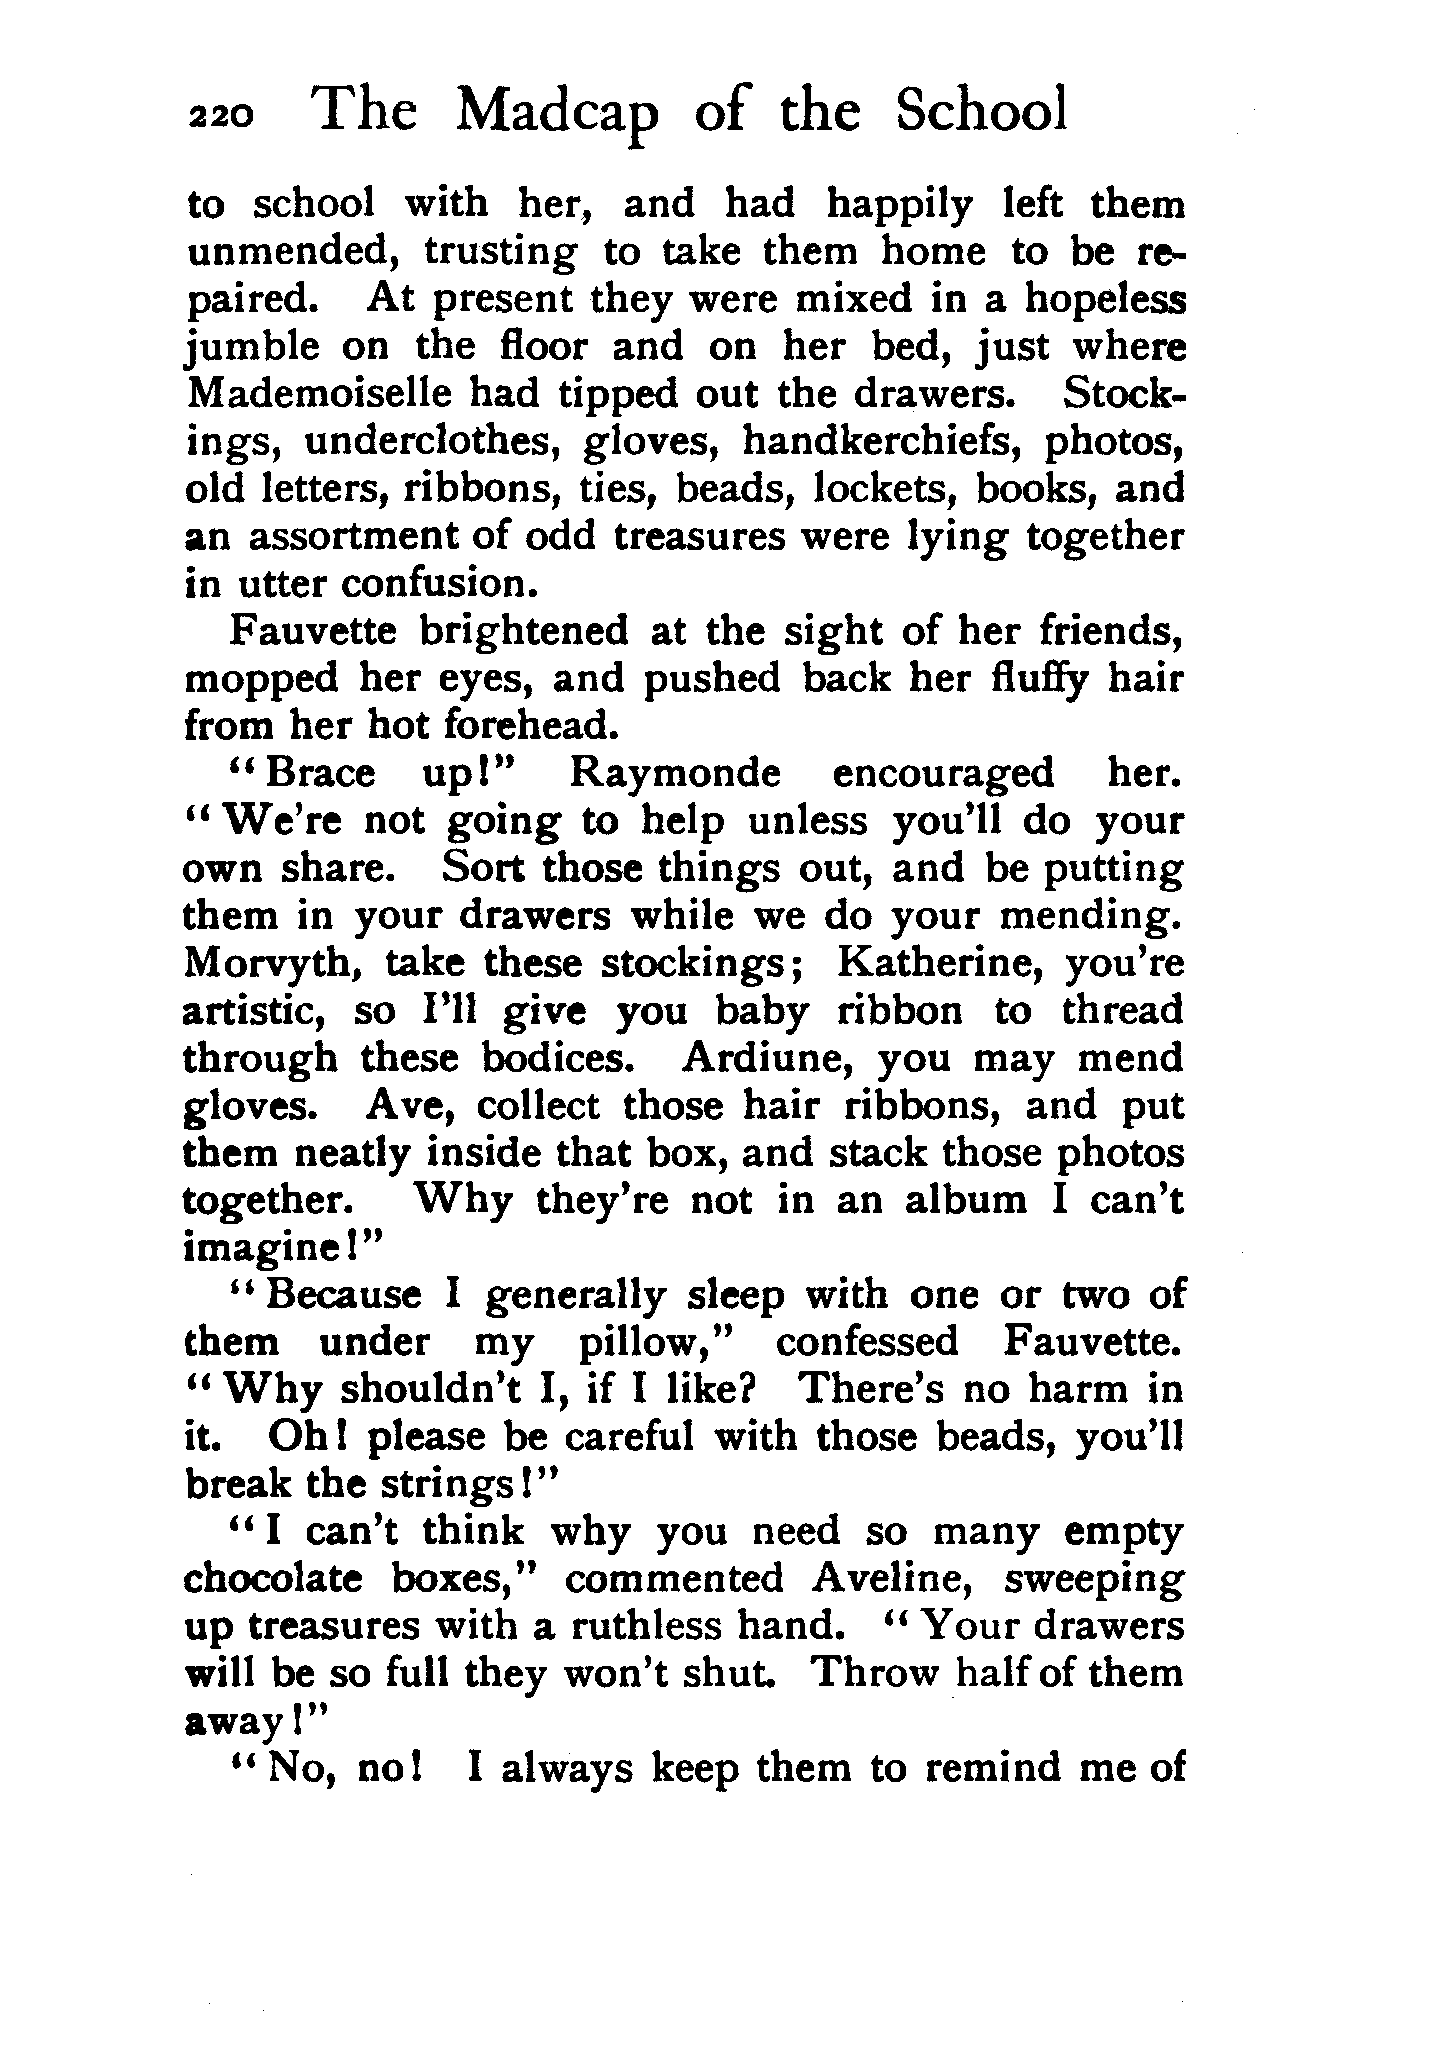 220 The Madcap of the School
to school with her, and had happily left them
unmended, trusting to take them home to be re-
paired. At present they were mixed in a hopeless
jumble on the floor and on her bed, just where
Mademoiselle had tipped out the drawers. Stock-
ings, underclothes, gloves, handkerchiefs, photos,
old letters, ribbons, ties, beads, lockets, books, and
an assortment of odd treasures were lying together
in utter confusion.
Fauvette brightened at the sight of her friends,
mopped her eyes, and pushed back her fluffy hair
from her hot forehead.
"Brace up!" Raymonde encouraged her.
"We're not going to help unless you'll do your
own share. Sort those things out, and be putting
them in your drawers while we do your mending.
Morvyth, take these stockings; Katherine, you're
artistic, so I'll give you baby ribbon to thread
through these bodices. Ardiune, you may mend
gloves. Ave, collect those hair ribbons, and put
them neatly inside that box, and stack those photos
together. Why they're not in an album I can't
imagine!"
"Because I generally sleep with one or two of
them under my pillow," confessed Fauvette.
"Why shouldn't I, if I like? There's no harm in
it. Oh! please be careful with those beads, you'll
break the strings!"
"I can't think why you need so many empty
chocolate boxes," commented Aveline, sweeping
up treasures with a ruthless hand. "Your drawers
will be so full they won't shut. Throw half of them
away!"
"No, no! I always keep them to remind me of